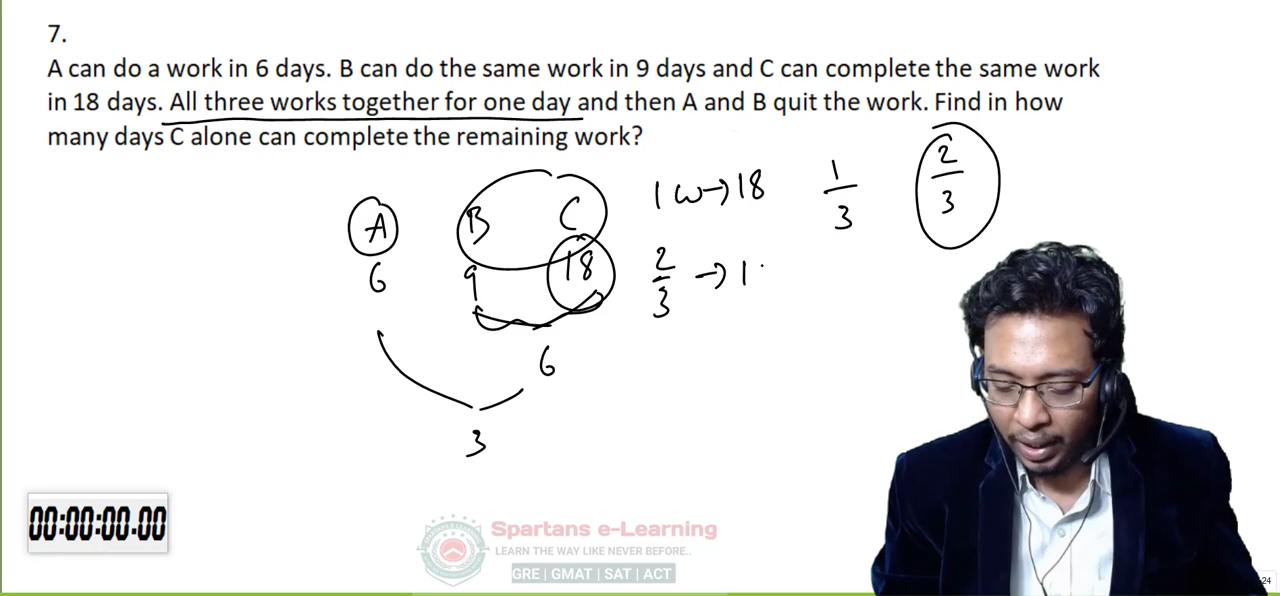 7.
A can do a work in 6 days. B can do the same work in 9 days and C can complete the same work
in 18 days. All three works together for one day and then A and B quit the work. Find in how
many days C alone can complete the remaining work?
A B C
6 9 18
6
3
1 W → 18
2/3 → 1
1/3
2/3
00:00:00.00
Spartans e-Learning
LEARN THE WAY LIKE NEVER BEFORE..
GRE | GMAT | SAT | ACT
24